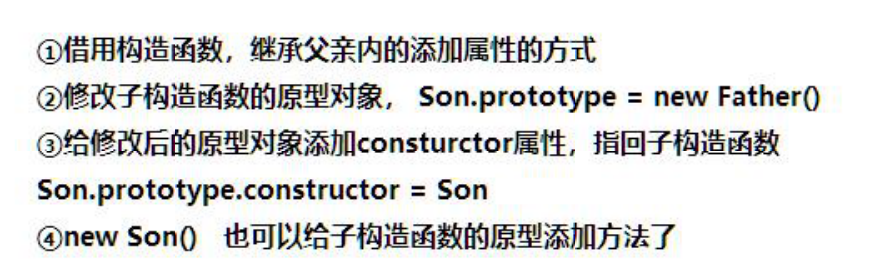 ①借用构造函数，继承父亲内的添加属性的方式
②修改子构造函数的原型对象， Son.prototype = new Father()
③给修改后的原型对象添加consturctor属性，指回子构造函数
Son.prototype.constructor = Son
④new Son() 也可以给子构造函数的原型添加方法了